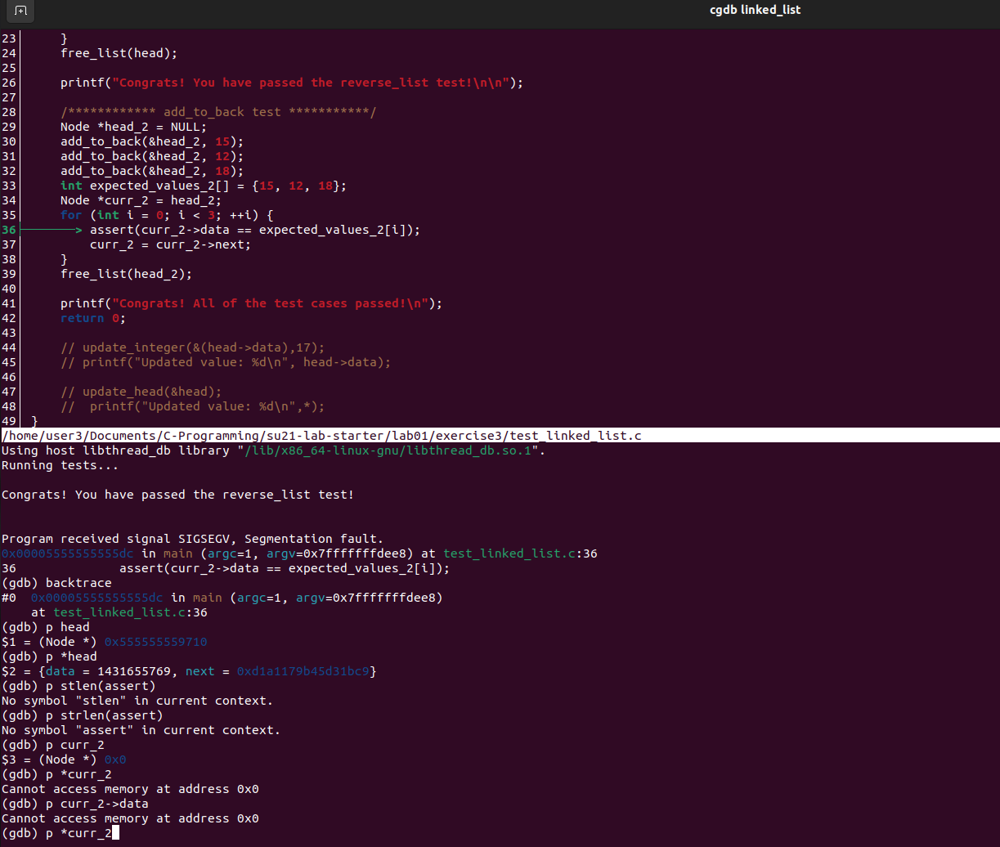 cgdb linked_list
23      }
24      free_list(head);
25
26      printf("Congrats! You have passed the reverse_list test!\n\n");
27
28      /************ add_to_back test ***********/
29      Node *head_2 = NULL;
30      add_to_back(&head_2, 15);
31      add_to_back(&head_2, 12);
32      add_to_back(&head_2, 18);
33      int expected_values_2[] = {15, 12, 18};
34      Node *curr_2 = head_2;
35      for (int i = 0; i < 3; ++i) {
36────────> assert(curr_2->data == expected_values_2[i]);
37          curr_2 = curr_2->next;
38      }
39      free_list(head_2);
40
41      printf("Congrats! All of the test cases passed!\n");
42      return 0;
43
44      // update_integer(&(head->data),17);
45      // printf("Updated value: %d\n", head->data);
46
47      // update_head(&head);
48      //  printf("Updated value: %d\n",*);
49  }
/home/user3/Documents/C-Programming/su21-lab-starter/lab01/exercise3/test_linked_list.c
Using host libthread_db library "/lib/x86_64-linux-gnu/libthread_db.so.1".
Running tests...
Congrats! You have passed the reverse_list test!
Program received signal SIGSEGV, Segmentation fault.
0x00005555555555dc in main (argc=1, argv=0x7fffffffdee8) at test_linked_list.c:36
36              assert(curr_2->data == expected_values_2[i]);
(gdb) backtrace
#0  0x00005555555555dc in main (argc=1, argv=0x7fffffffdee8)
    at test_linked_list.c:36
(gdb) p head
$1 = (Node *) 0x555555559710
(gdb) p *head
$2 = {data = 1431655769, next = 0xd1a1179b45d31bc9}
(gdb) p stlen(assert)
No symbol "stlen" in current context.
(gdb) p strlen(assert)
No symbol "assert" in current context.
(gdb) p curr_2
$3 = (Node *) 0x0
(gdb) p *curr_2
Cannot access memory at address 0x0
(gdb) p curr_2->data
Cannot access memory at address 0x0
(gdb) p *curr_2